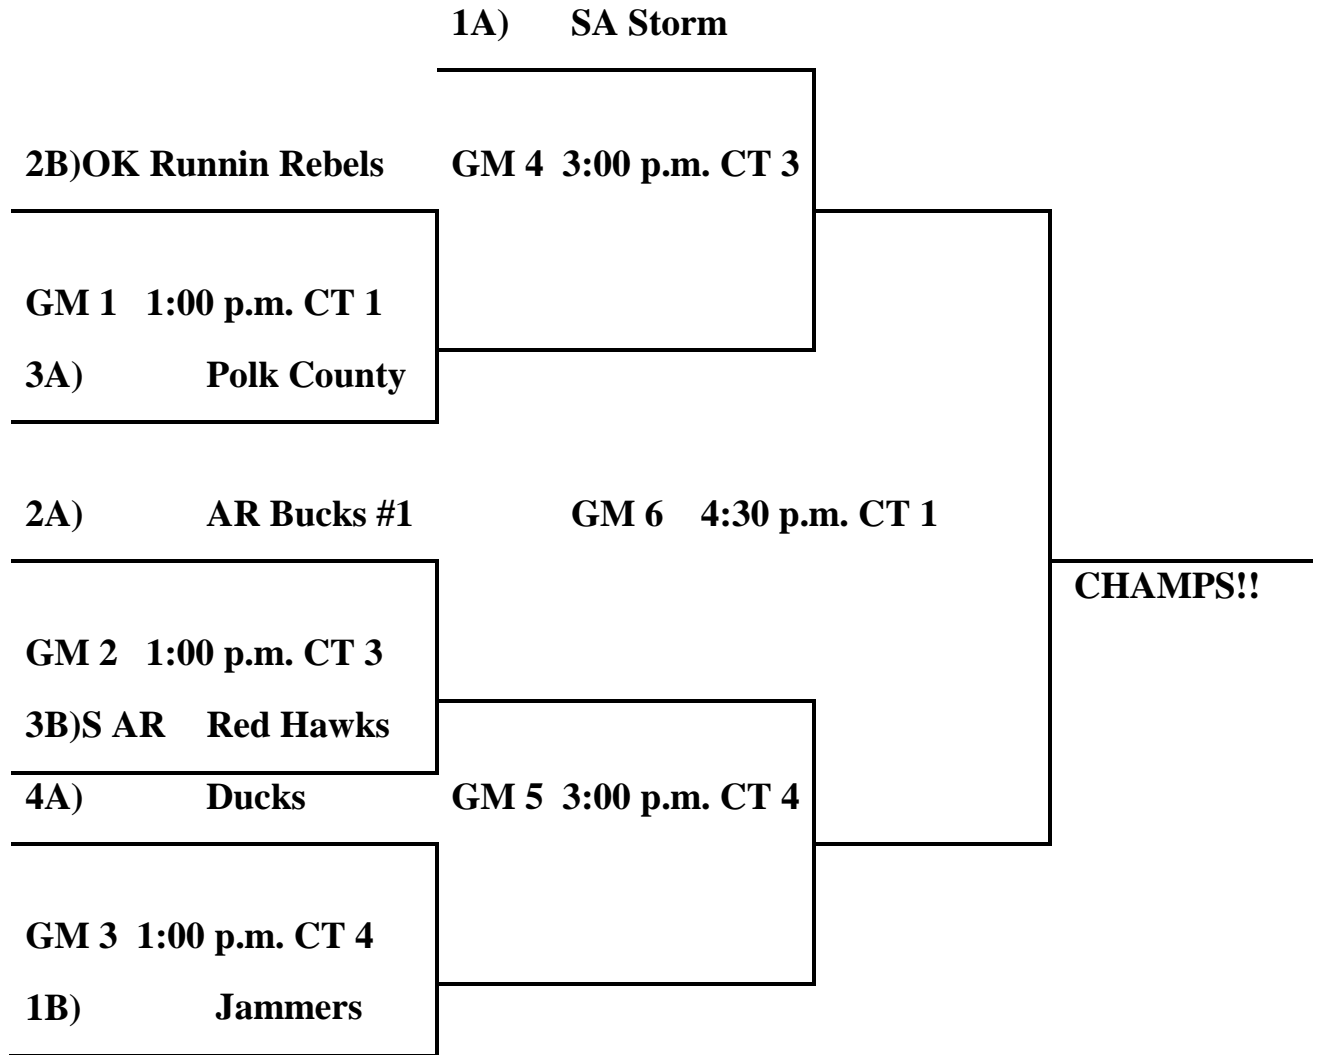 1A) SA Storm
2B)OK Runnin Rebels GM 4 3:00 p.m. CT 3
GM 1 1:00 p.m. CT 1
3A) Polk County
2A) AR Bucks #1 GM 6 4:30 p.m. CT 1
CHAMPS!!
GM 2 1:00 p.m. CT 3
3B)S AR Red Hawks
4A) Ducks GM 5 3:00 p.m. CT 4
GM 3 1:00 p.m. CT 4
1B) Jammers